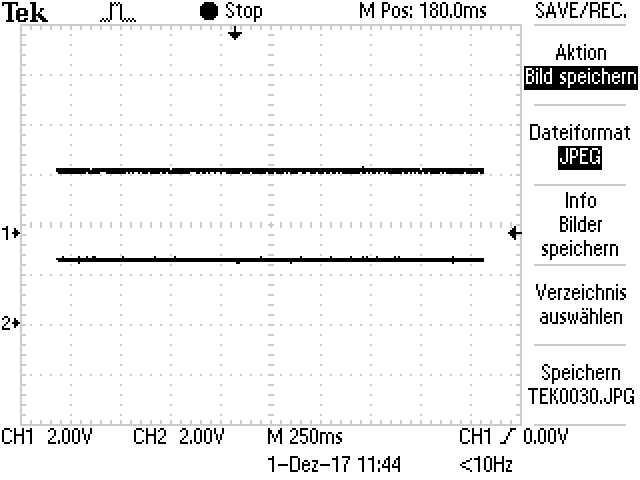 Tek Stop M Pos: 180.0ms SAVE/REC.
Aktion
Bild speichern
Dateiformat
JPEG
Info
Bilder
speichern
1
Verzeichnis
auswählen
2
Speichern
TEK0030.JPG
CH1 2.00V CH2 2.00V M 250ms CH1 0.00V
1-Dez-17 11:44 <10Hz